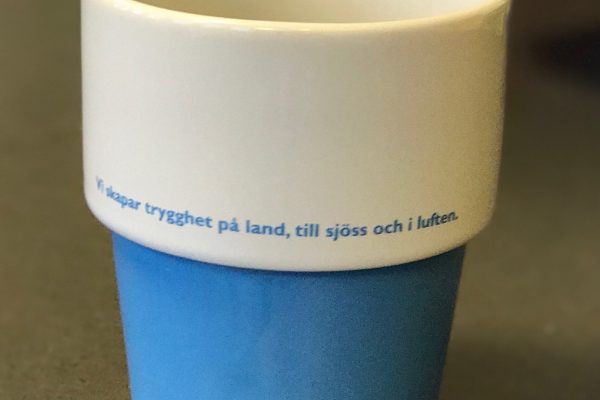 Vi skapar trygghet på land, till sjöss och i luften.